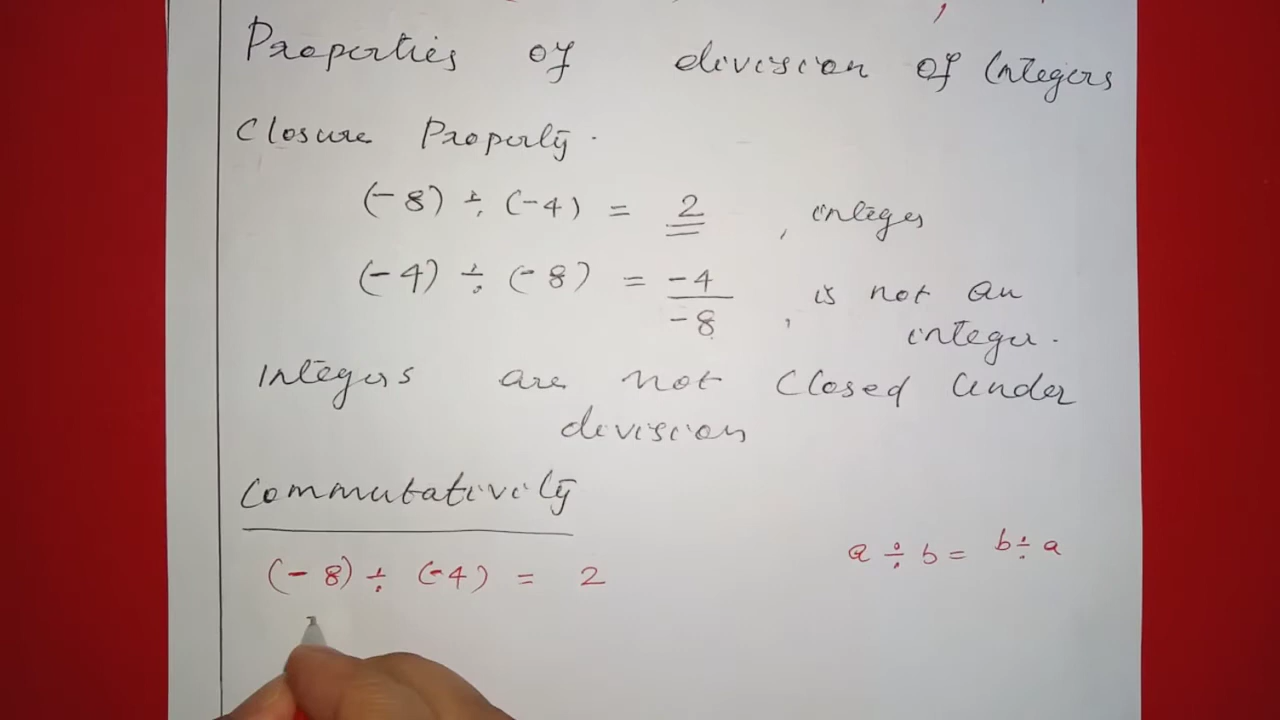 Properties of division of Integers
Closure Property.
(-8) ÷ (-4) = 2 , integer
(-4) ÷ (-8) = -4/-8 , is not an
integer.
Integers are not closed under
division
Commutativity
(-8) ÷ (-4) = 2
a ÷ b = b ÷ a